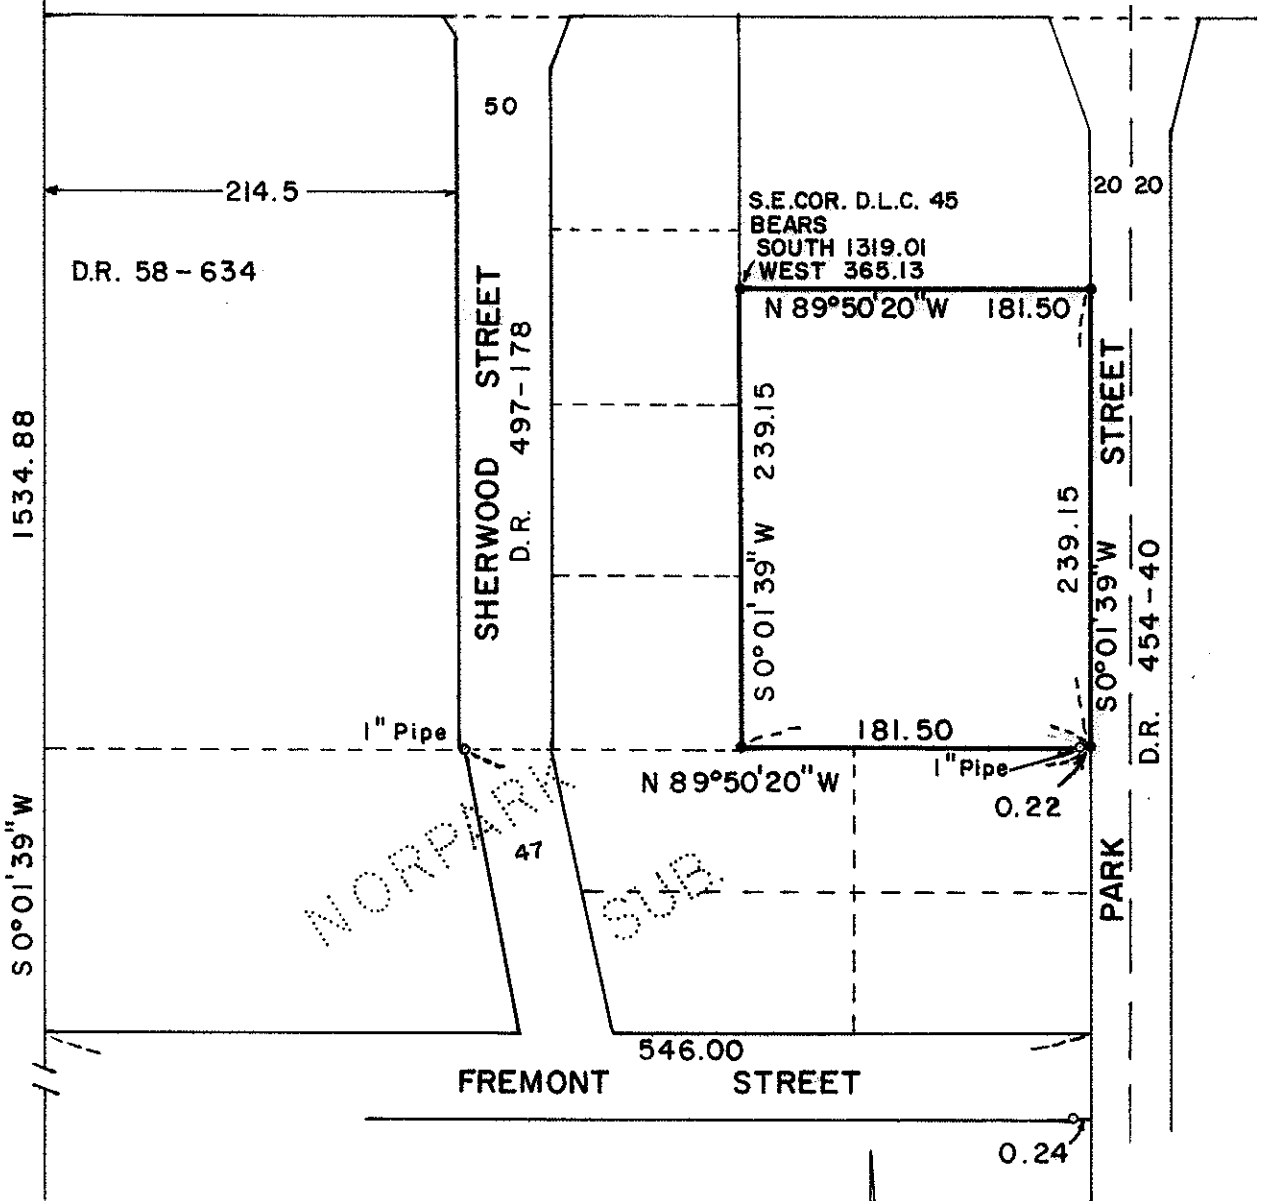 50
214.5
20 20
S.E.COR. D.L.C. 45
BEARS
SOUTH 1319.01
WEST 365.13
D.R. 58-634
N 89°50'20"W 181.50
SHERWOOD STREET
D.R. 497-178
1534.88
S 0°01'39"W
S 0°01'39"W 239.15
239.15
S 0°01'39"W
PARK STREET
D.R. 454-40
1" Pipe
181.50
N 89°50'20"W
1" Pipe
0.22
NORPARK SUB.
47
546.00
FREMONT STREET
0.24